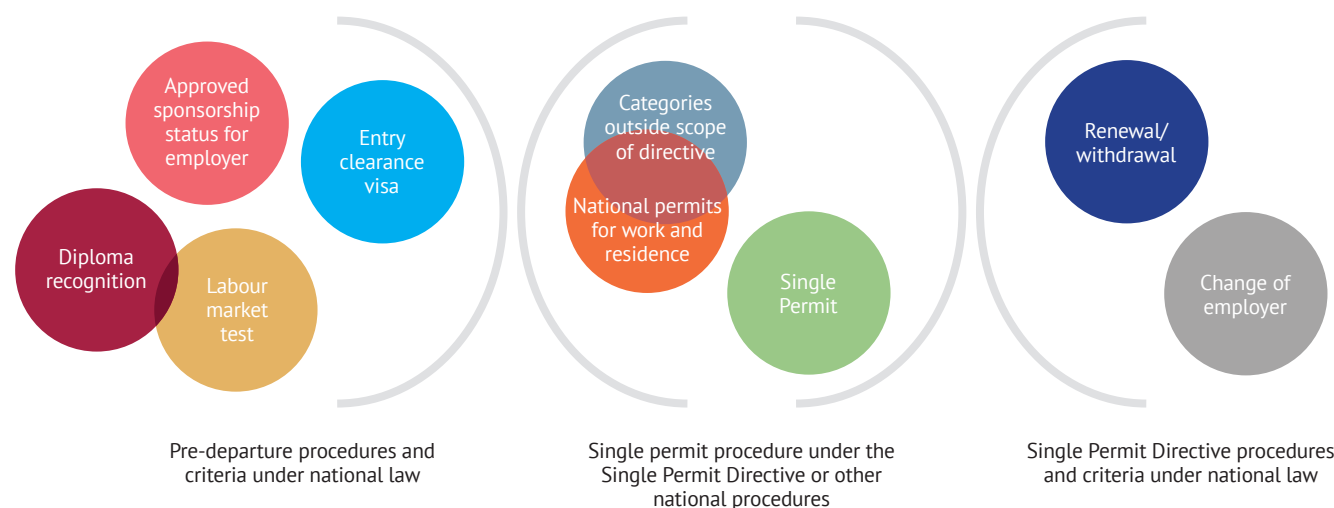 Approved
sponsorship
status for
employer
Entry
clearance
visa
Diploma
recognition
Labour
market
test
Pre-departure procedures and
criteria under national law
Categories
outside scope
of directive
National permits
for work and
residence
Single
Permit
Single permit procedure under the
Single Permit Directive or other
national procedures
Renewal/
withdrawal
Change of
employer
Single Permit Directive procedures
and criteria under national law